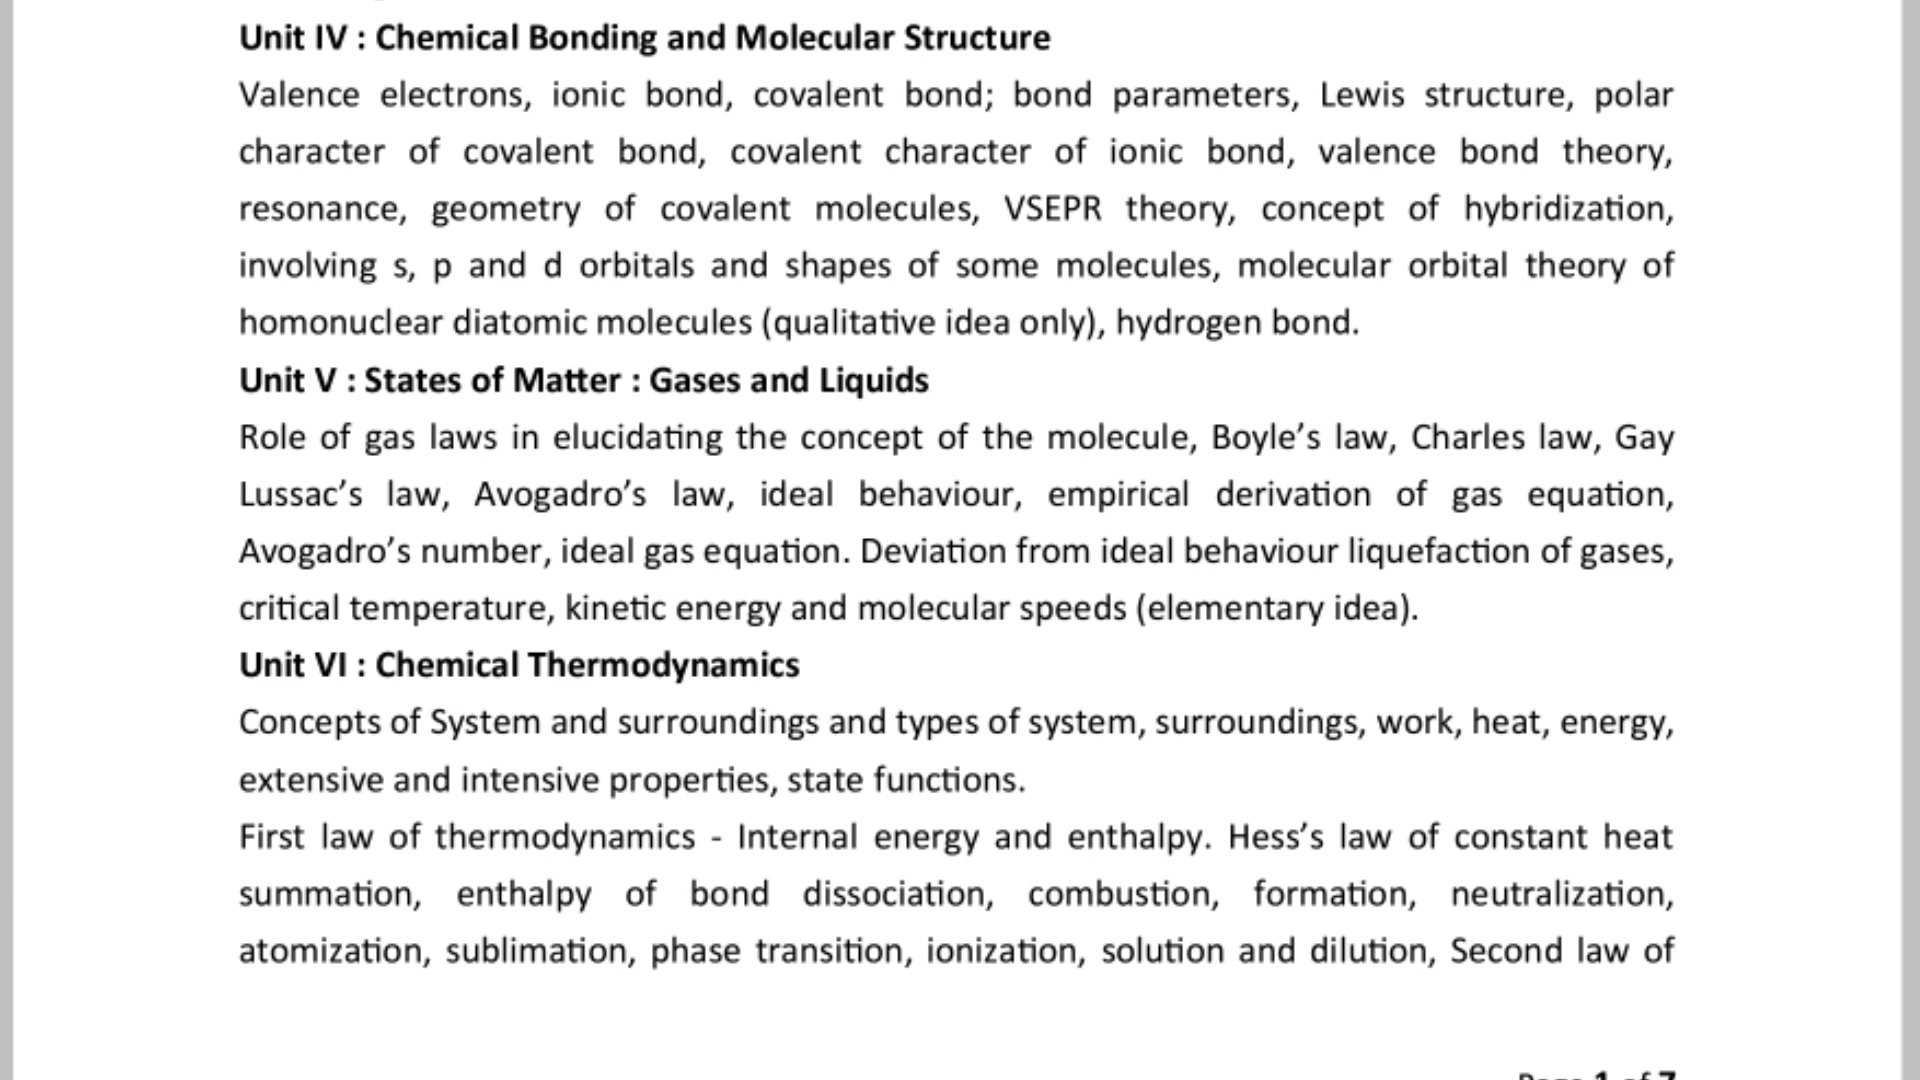 Unit IV : Chemical Bonding and Molecular Structure
Valence electrons, ionic bond, covalent bond; bond parameters, Lewis structure, polar
character of covalent bond, covalent character of ionic bond, valence bond theory,
resonance, geometry of covalent molecules, VSEPR theory, concept of hybridization,
involving s, p and d orbitals and shapes of some molecules, molecular orbital theory of
homonuclear diatomic molecules (qualitative idea only), hydrogen bond.
Unit V : States of Matter : Gases and Liquids
Role of gas laws in elucidating the concept of the molecule, Boyle’s law, Charles law, Gay
Lussac’s law, Avogadro’s law, ideal behaviour, empirical derivation of gas equation,
Avogadro’s number, ideal gas equation. Deviation from ideal behaviour liquefaction of gases,
critical temperature, kinetic energy and molecular speeds (elementary idea).
Unit VI : Chemical Thermodynamics
Concepts of System and surroundings and types of system, surroundings, work, heat, energy,
extensive and intensive properties, state functions.
First law of thermodynamics - Internal energy and enthalpy. Hess’s law of constant heat
summation, enthalpy of bond dissociation, combustion, formation, neutralization,
atomization, sublimation, phase transition, ionization, solution and dilution, Second law of
Page 1 of 7